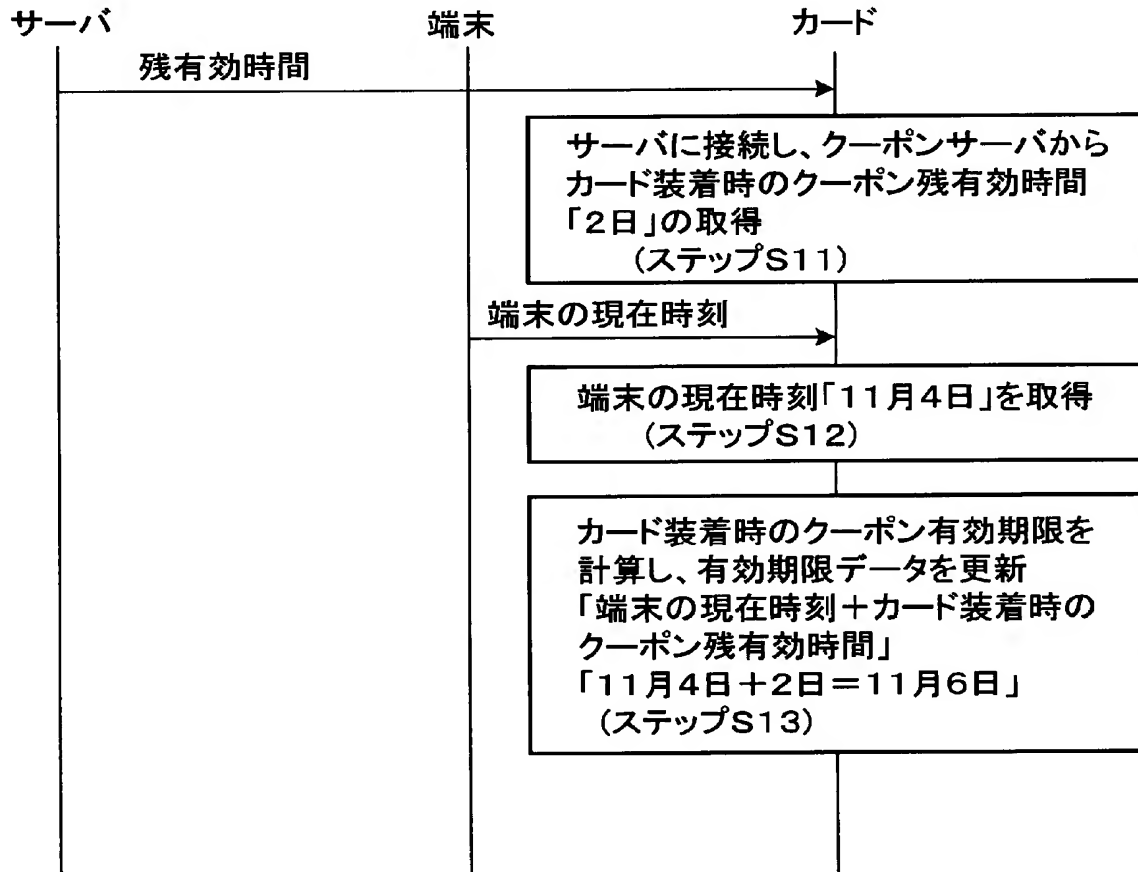 サーバ
端末
カード
残有効時間
サーバに接続し、クーポンサーバから
カード装着時のクーポン残有効時間
「2日」の取得
(ステップS11)
端末の現在時刻
端末の現在時刻「11月4日」を取得
(ステップS12)
カード装着時のクーポン有効期限を
計算し、有効期限データを更新
「端末の現在時刻＋カード装着時の
クーポン残有効時間」
「11月4日＋2日＝11月6日」
(ステップS13)